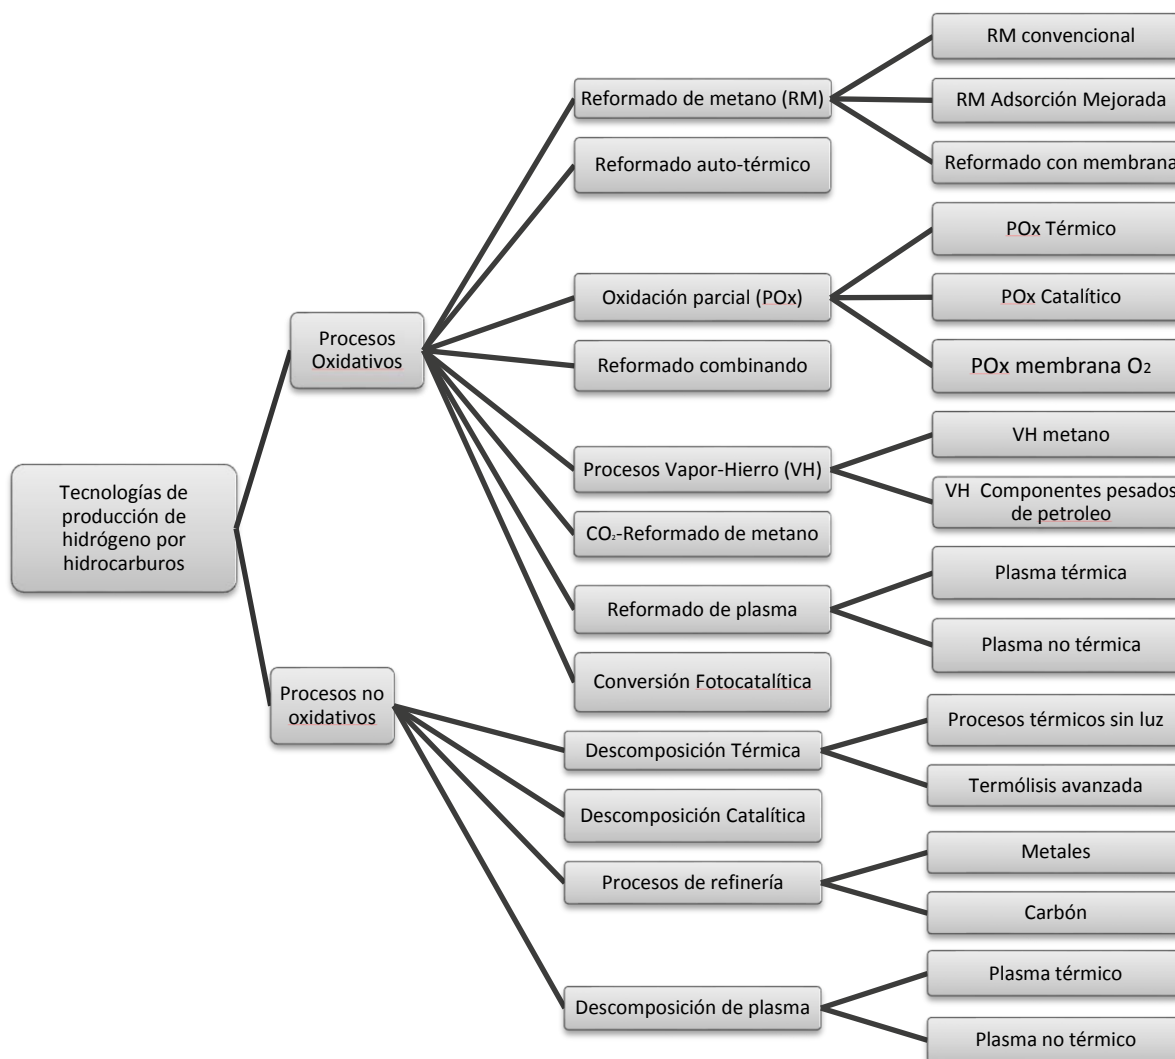 RM convencional
Reformado de metano (RM)
RM Adsorción Mejorada
Reformado con membrana
Reformado auto-térmico
POx Térmico
Oxidación parcial (POx)
POx Catalítico
POx membrana O₂
Reformado combinando
Procesos
Oxidativos
VH metano
Procesos Vapor-Hierro (VH)
VH  Componentes pesados
de petroleo
CO₂-Reformado de metano
Tecnologías de
producción de
hidrógeno por
hidrocarburos
Plasma térmica
Reformado de plasma
Plasma no térmica
Conversión Fotocatalítica
Procesos no
oxidativos
Procesos térmicos sin luz
Descomposición Térmica
Termólisis avanzada
Descomposición Catalítica
Metales
Procesos de refinería
Carbón
Plasma térmico
Descomposición de plasma
Plasma no térmico